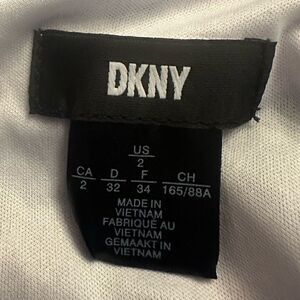 DKNY
US
2
CA D F CH
2 32 34 165/88A
MADE IN
VIETNAM
FABRIQUÉ AU
VIETNAM
GEMAAKT IN
VIETNAM